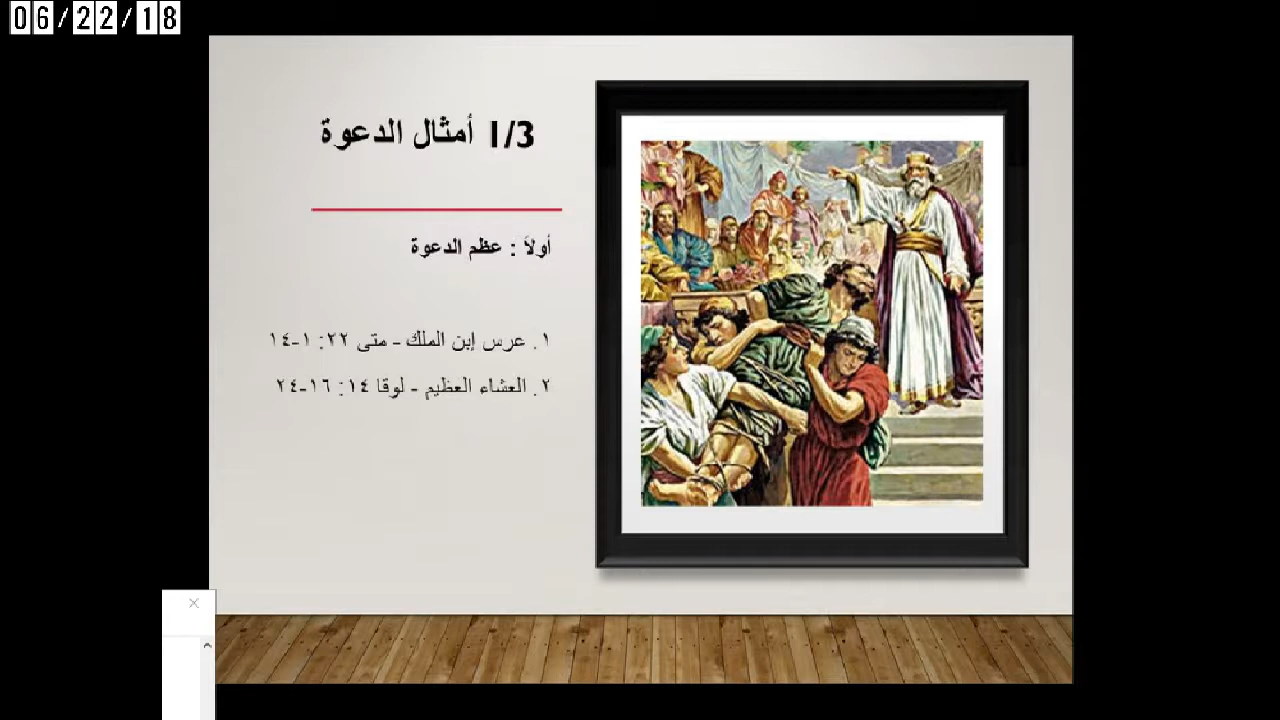 06/22/18
1/3 أمثال الدعوة
أولاً : عظم الدعوة
١. عرس إبن الملك - متى ٢٢: ١-١٤
٢. العشاء العظيم - لوقا ١٤: ١٦-٢٤